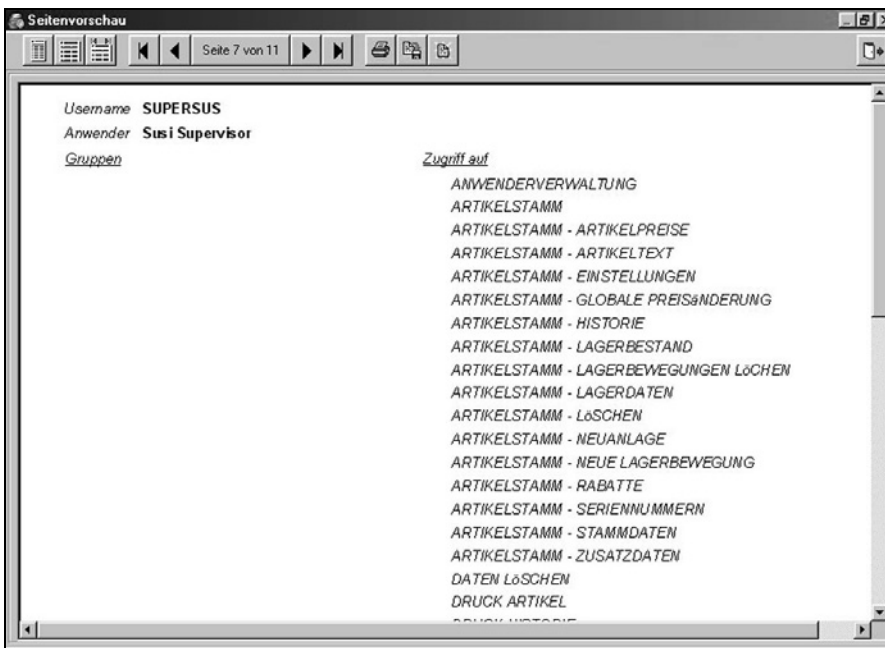 Seitenvorschau
Seite 7 von 11
Username SUPERSUS
Anwender Susi Supervisor
Gruppen Zugriff auf
ANWENDERVERWALTUNG
ARTIKELSTAMM
ARTIKELSTAMM - ARTIKELPREISE
ARTIKELSTAMM - ARTIKELTEXT
ARTIKELSTAMM - EINSTELLUNGEN
ARTIKELSTAMM - GLOBALE PREISäNDERUNG
ARTIKELSTAMM - HISTORIE
ARTIKELSTAMM - LAGERBESTAND
ARTIKELSTAMM - LAGERBEWEGUNGEN LöCHEN
ARTIKELSTAMM - LAGERDATEN
ARTIKELSTAMM - LöSCHEN
ARTIKELSTAMM - NEUANLAGE
ARTIKELSTAMM - NEUE LAGERBEWEGUNG
ARTIKELSTAMM - RABATTE
ARTIKELSTAMM - SERIENNUMMERN
ARTIKELSTAMM - STAMMDATEN
ARTIKELSTAMM - ZUSATZDATEN
DATEN LöSCHEN
DRUCK ARTIKEL